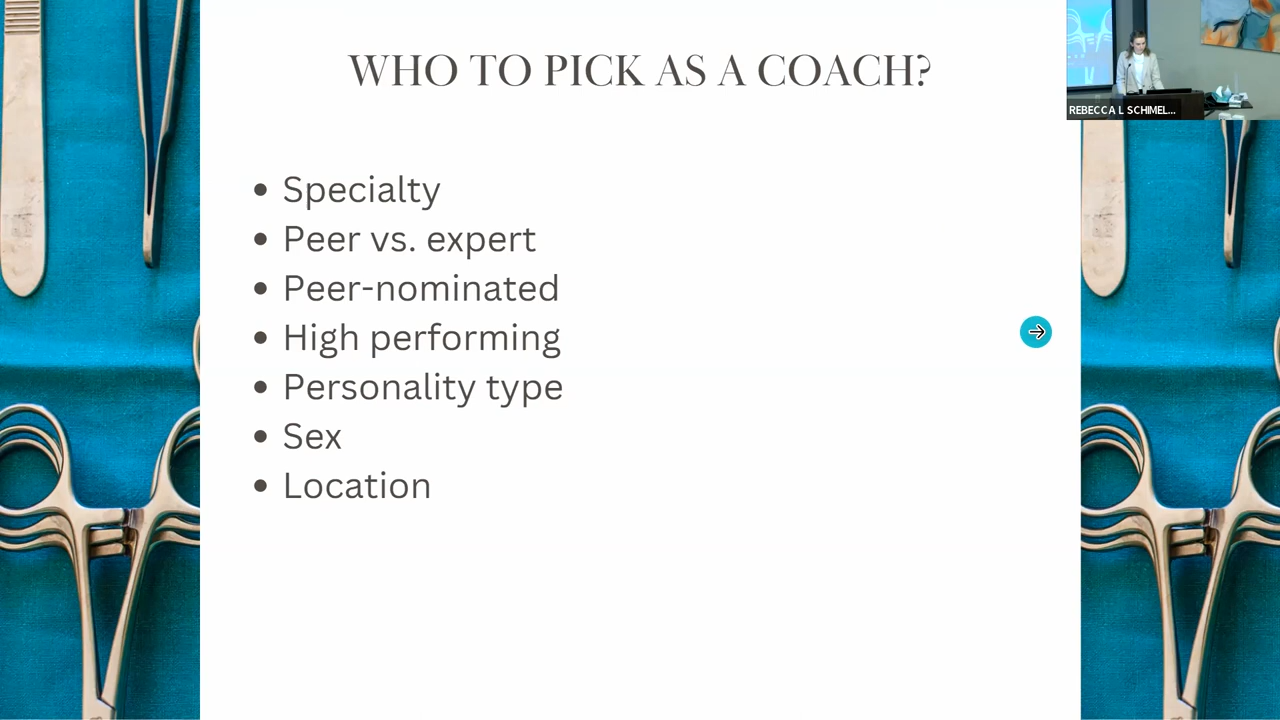 WHO TO PICK AS A COACH?
REBECCA L SCHIMEL...
• Specialty
• Peer vs. expert
• Peer-nominated
• High performing
• Personality type
• Sex
• Location